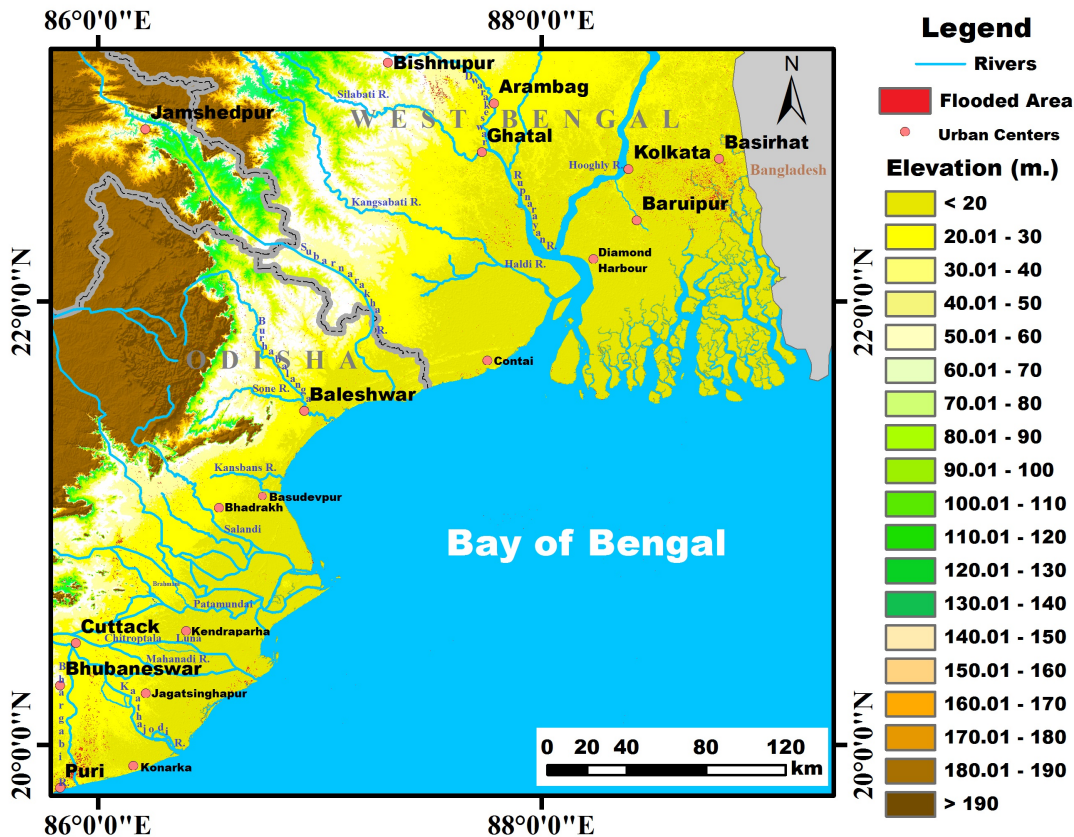 86°0'0"E
88°0'0"E
Legend
Rivers
Flooded Area
Urban Centers
Elevation (m.)
< 20
20.01 - 30
30.01 - 40
40.01 - 50
50.01 - 60
60.01 - 70
70.01 - 80
80.01 - 90
90.01 - 100
100.01 - 110
110.01 - 120
120.01 - 130
130.01 - 140
140.01 - 150
150.01 - 160
160.01 - 170
170.01 - 180
180.01 - 190
> 190
N
Bishnupur
Silabati R.
Dwarakeswar
Arambag
WEST BENGAL
Jamshedpur
Ghatal
Kolkata
Basirhat
Hooghly R.
Bangladesh
Rupnarayan R.
Kangsabati R.
Baruipur
Subarnarakha R.
Diamond
Harbour
Haldi R.
22°0'0"N
22°0'0"N
Burhabalanga
ODISHA
Contai
Sone R.
Baleshwar
Kansbans R.
Basudevpur
Bhadrakh
Salandi
Bay of Bengal
Patamundai
Cuttack
Kendraparha
Chitroptala
Luna
Mahanadi R.
Bhubaneswar
Bhargabi R.
Kaathajodi R.
Jagatsinghapur
20°0'0"N
20°0'0"N
Puri
Konarka
0 20 40 80 120
km
86°0'0"E
88°0'0"E